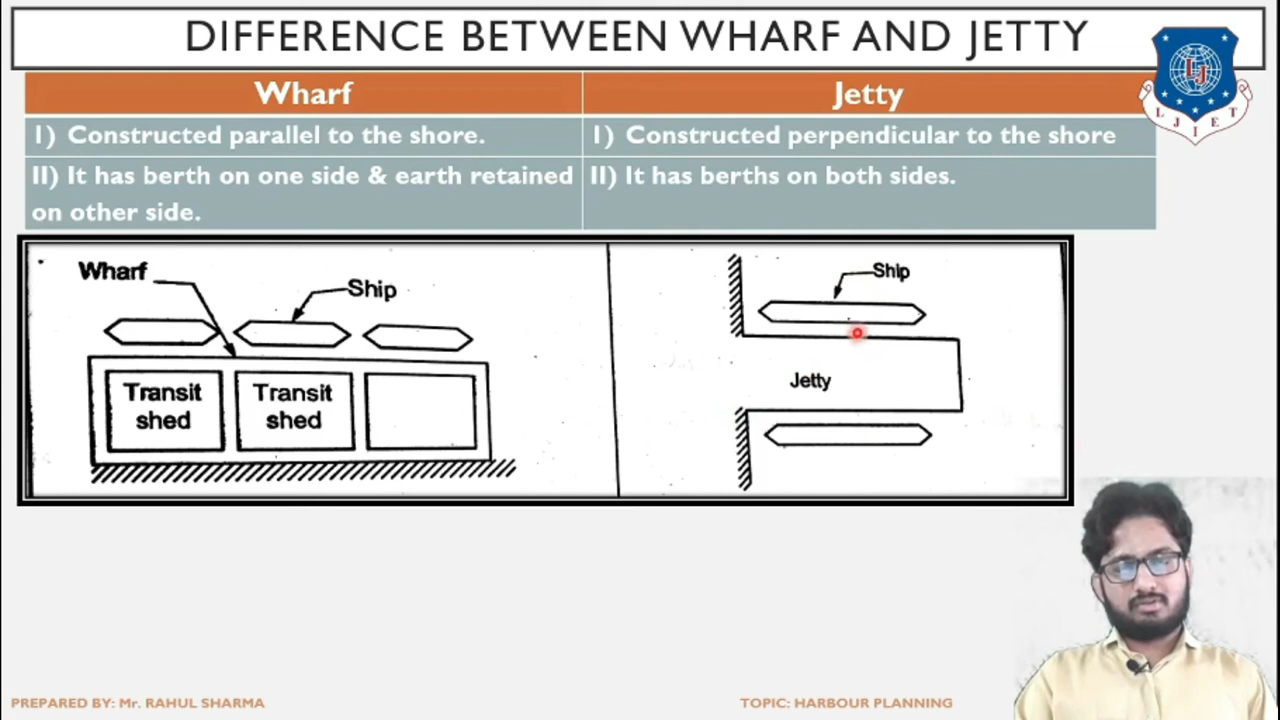 DIFFERENCE BETWEEN WHARF AND JETTY
LJIET
Wharf
Jetty
I) Constructed parallel to the shore.
I) Constructed perpendicular to the shore
II) It has berth on one side & earth retained
on other side.
II) It has berths on both sides.
Wharf
Ship
Transit
shed
Transit
shed
Ship
Jetty
PREPARED BY: Mr. RAHUL SHARMA
TOPIC: HARBOUR PLANNING